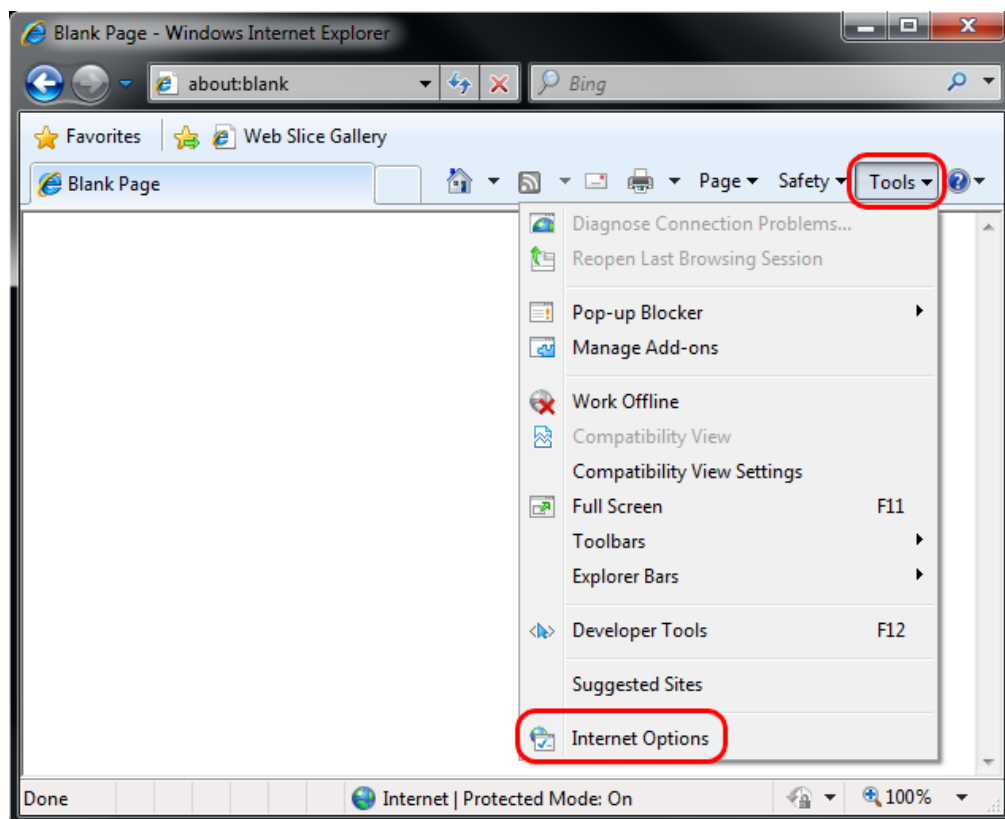 Blank Page - Windows Internet Explorer
about:blank
Bing
Favorites
Web Slice Gallery
Blank Page
Page
Safety
Tools
Diagnose Connection Problems...
Reopen Last Browsing Session
Pop-up Blocker
Manage Add-ons
Work Offline
Compatibility View
Compatibility View Settings
Full Screen F11
Toolbars
Explorer Bars
Developer Tools F12
Suggested Sites
Internet Options
Done
Internet | Protected Mode: On
100%